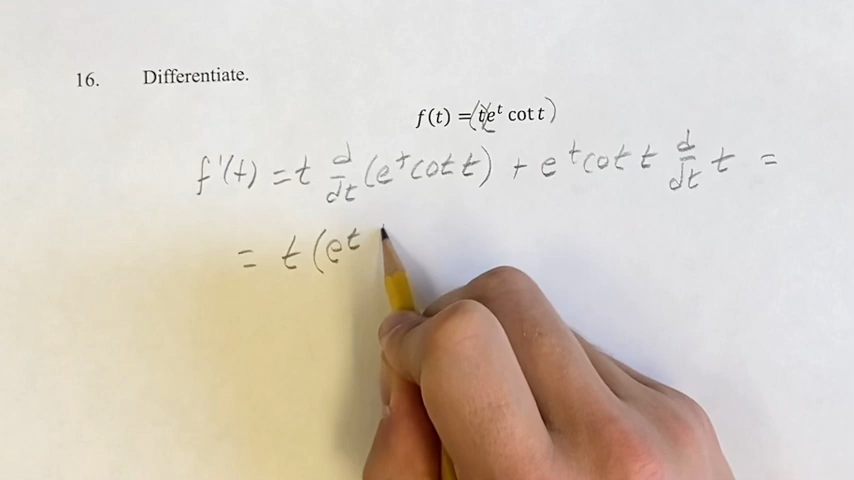 16. Differentiate.
f(t) = (te^t cot t)
f'(t) = t d/dt (e^t cot t) + e^t cot t d/dt t =
= t (e^t